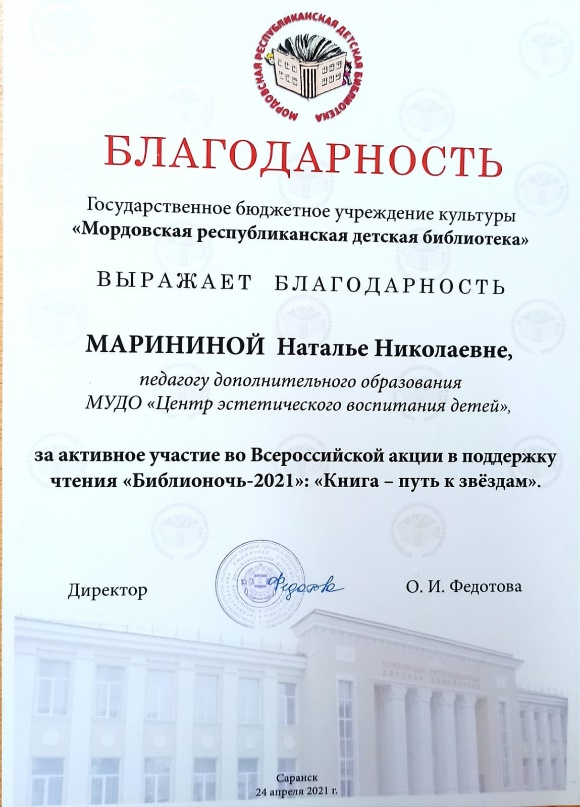 МОРДОВСКАЯ РЕСПУБЛИКАНСКАЯ ДЕТСКАЯ БИБЛИОТЕКА
БЛАГОДАРНОСТЬ
Государственное бюджетное учреждение культуры
«Мордовская республиканская детская библиотека»
ВЫРАЖАЕТ БЛАГОДАРНОСТЬ
МАРИНИНОЙ Наталье Николаевне,
педагогу дополнительного образования
МУДО «Центр эстетического воспитания детей»,
за активное участие во Всероссийской акции в поддержку
чтения «Библионочь-2021»: «Книга – путь к звёздам».
Директор
Федотова
О. И. Федотова
ДЕТСКАЯ БИБЛИОТЕКА
Саранск
24 апреля 2021 г.